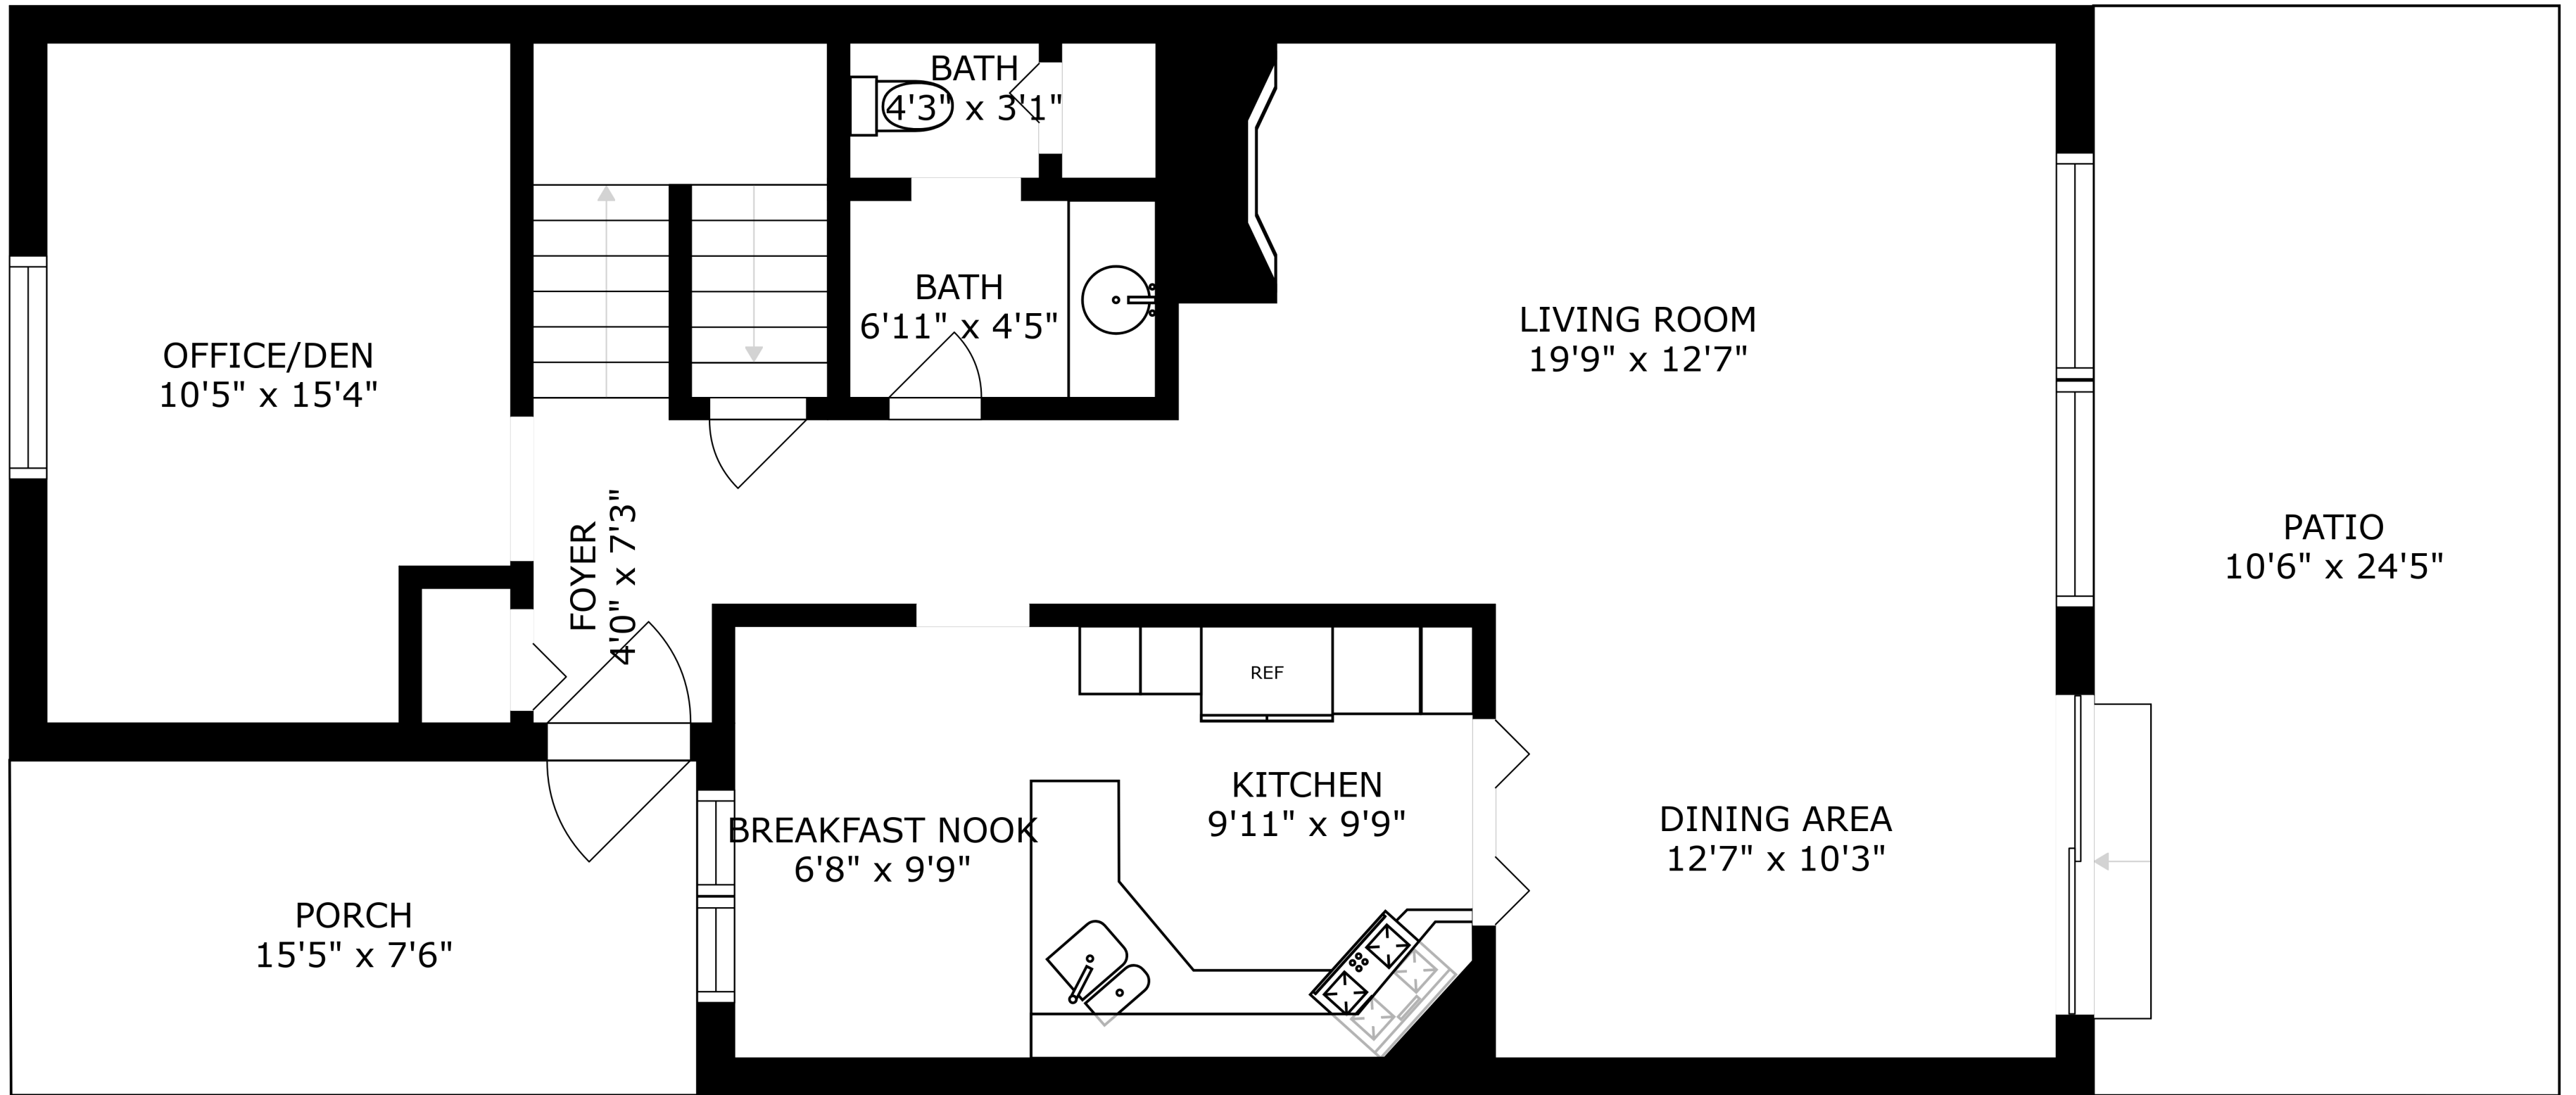 BATH
4'3" x 3'1"
BATH
6'11" x 4'5"
LIVING ROOM
19'9" x 12'7"
OFFICE/DEN
10'5" x 15'4"
FOYER
4'0" x 7'3"
PATIO
10'6" x 24'5"
REF
KITCHEN
9'11" x 9'9"
BREAKFAST NOOK
6'8" x 9'9"
DINING AREA
12'7" x 10'3"
PORCH
15'5" x 7'6"